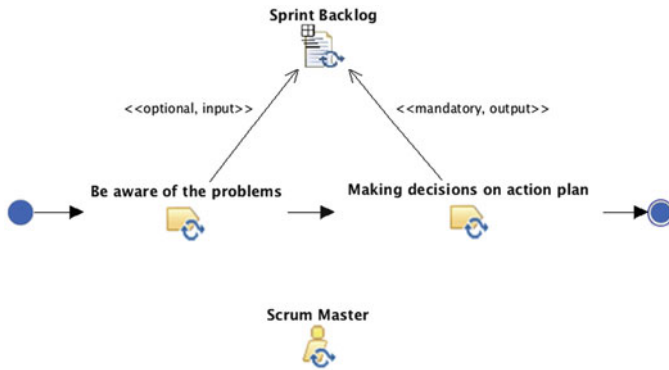 Sprint Backlog
<<optional, input>>
<<mandatory, output>>
Be aware of the problems
Making decisions on action plan
Scrum Master